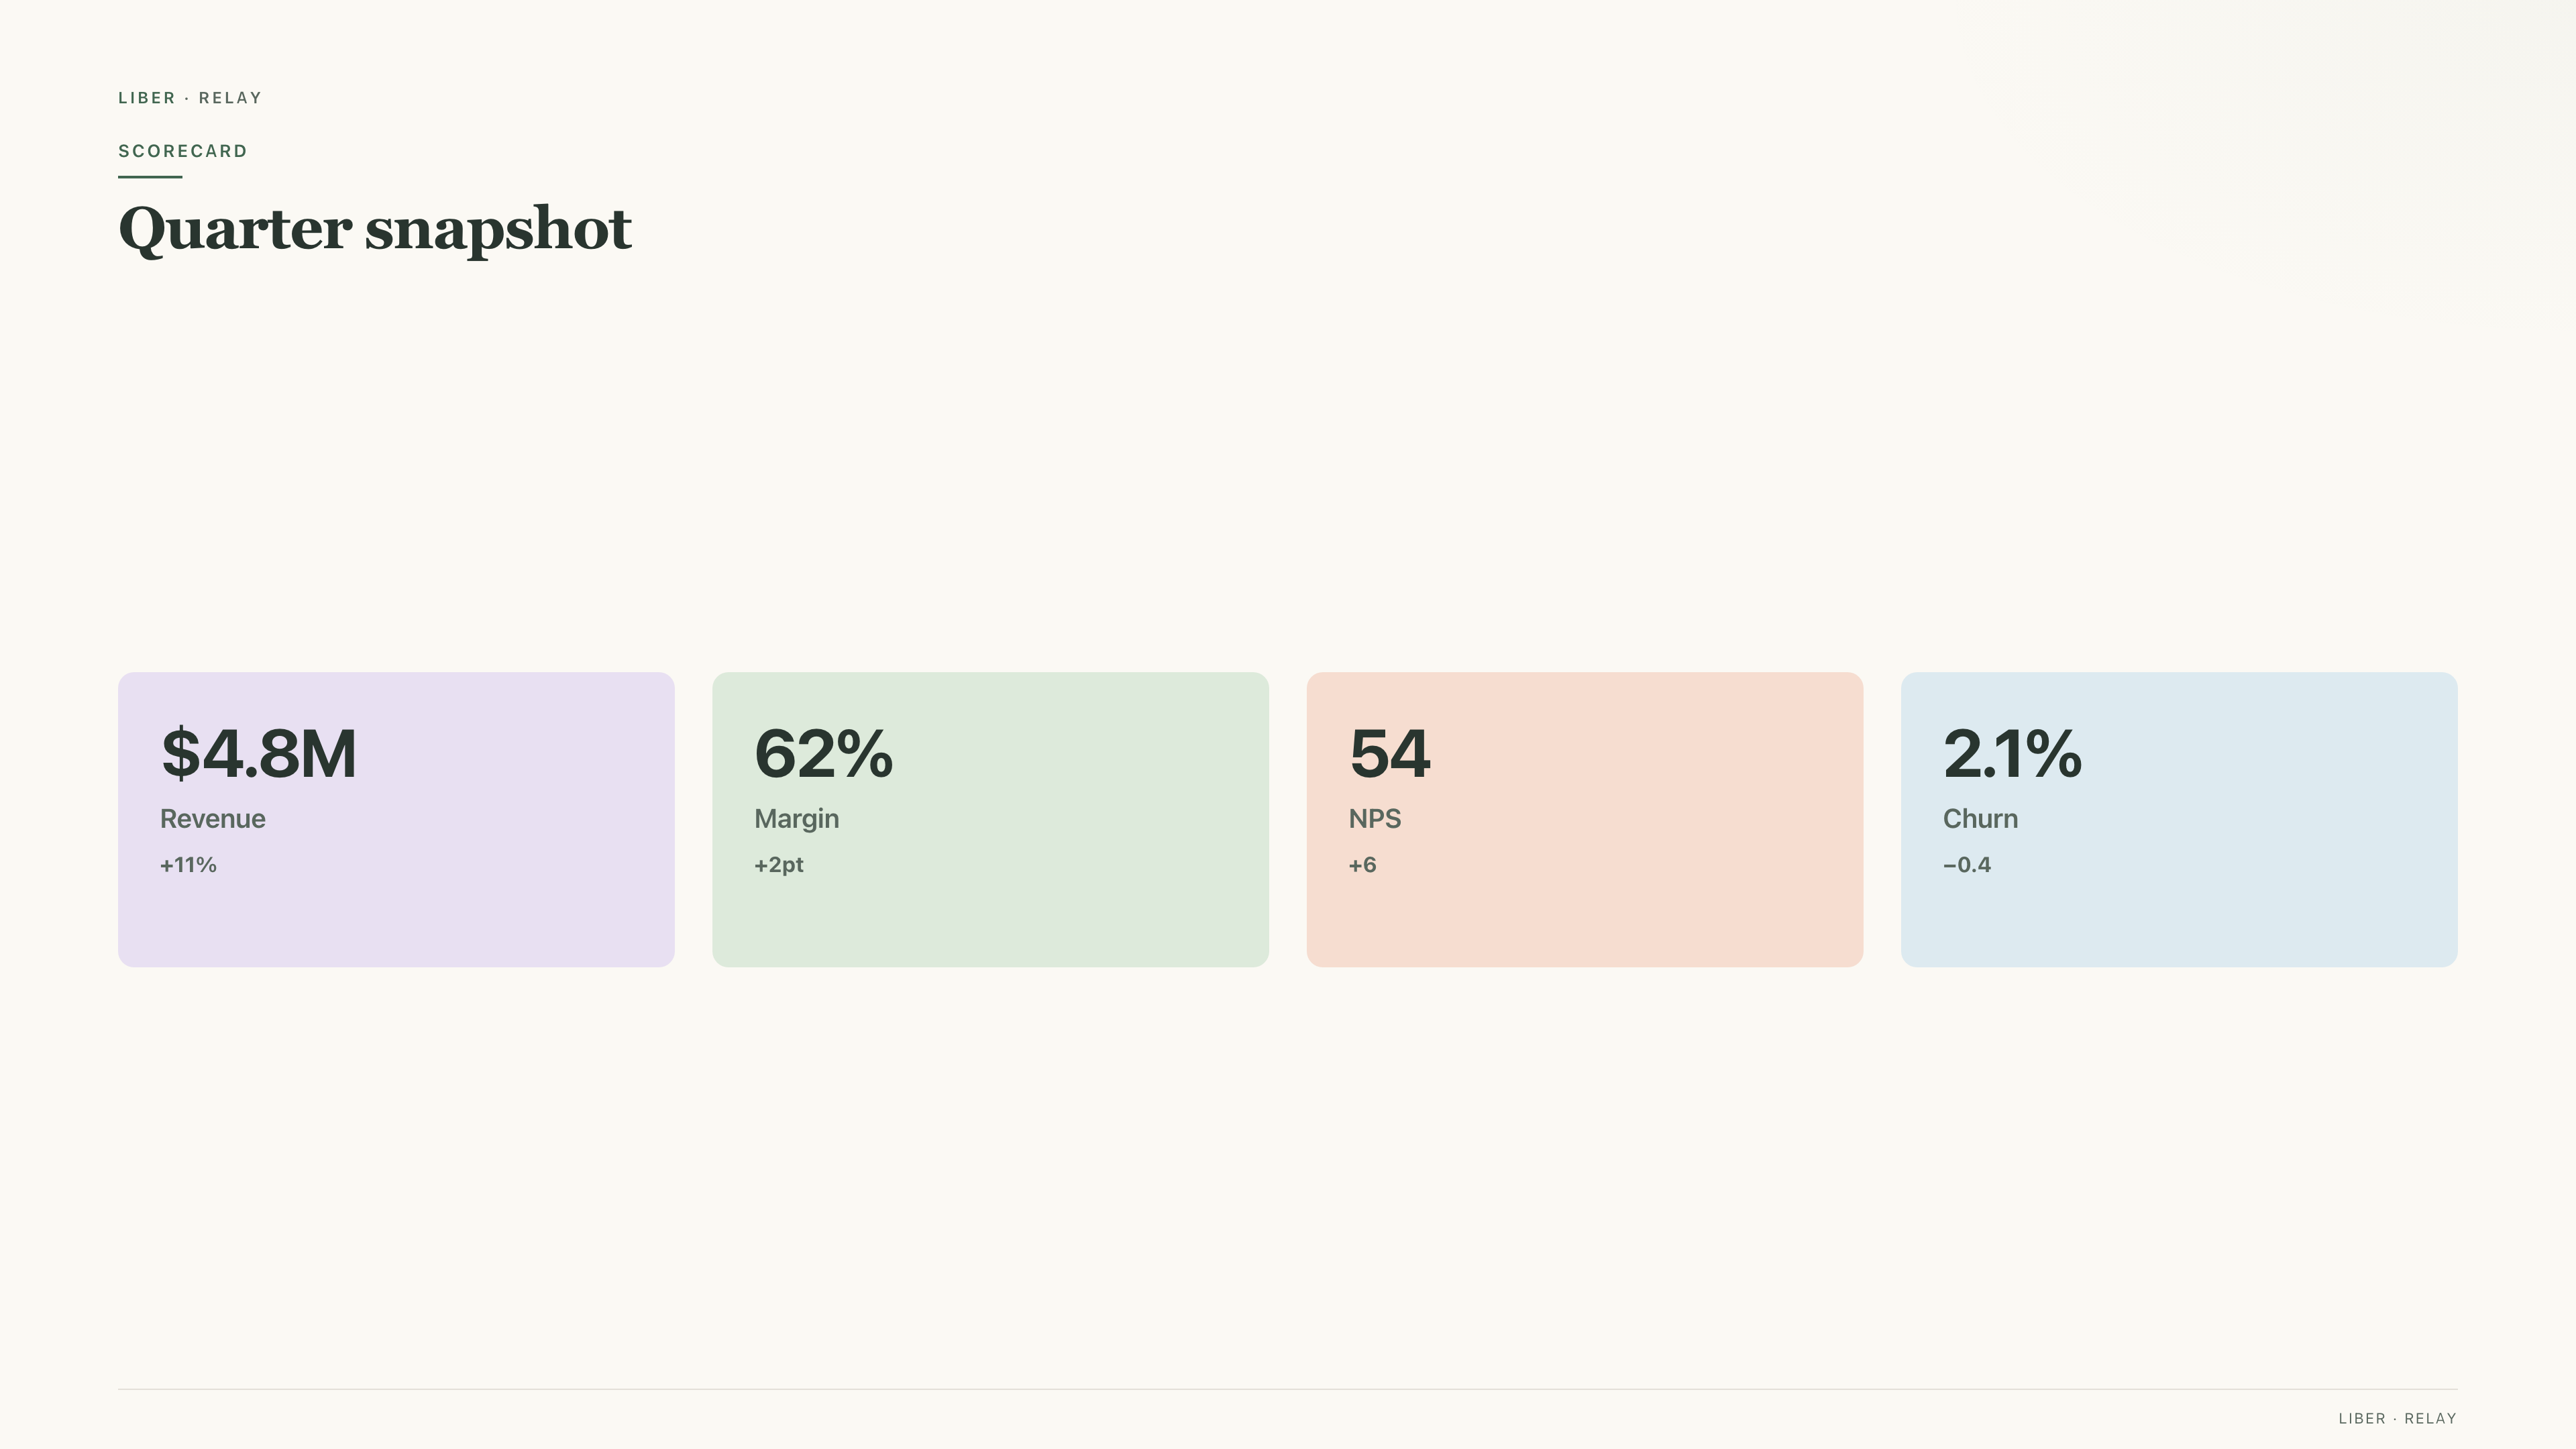 LIBER · RELAY
SCORECARD
Quarter snapshot
$4.8M
Revenue
+11%
62%
Margin
+2pt
54
NPS
+6
2.1%
Churn
−0.4
LIBER · RELAY